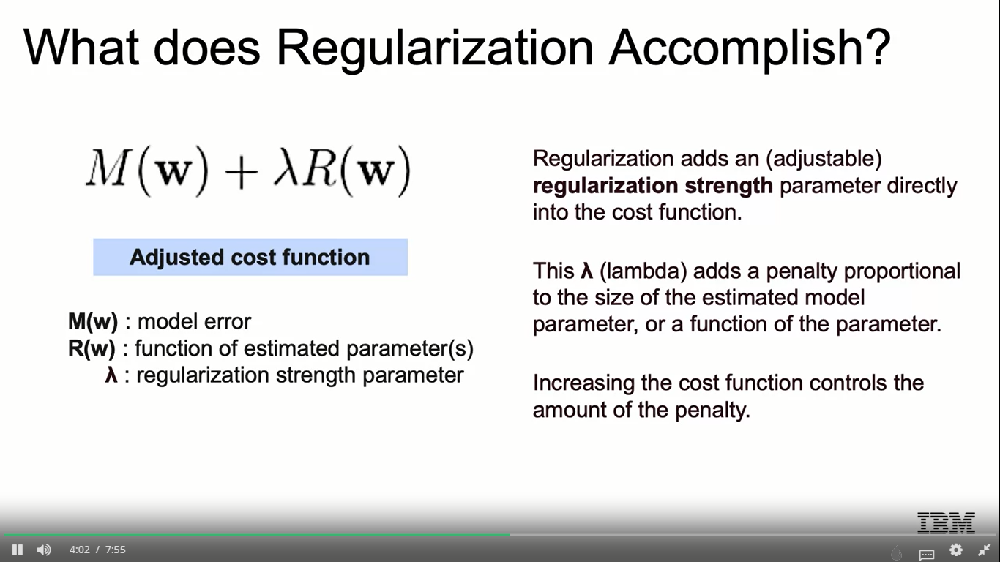 What does Regularization Accomplish?
M(w) + λR(w)
Adjusted cost function
M(w) : model error
R(w) : function of estimated parameter(s)
λ : regularization strength parameter
Regularization adds an (adjustable)
regularization strength parameter directly
into the cost function.
This λ (lambda) adds a penalty proportional
to the size of the estimated model
parameter, or a function of the parameter.
Increasing the cost function controls the
amount of the penalty.
IBM
4:02 / 7:55